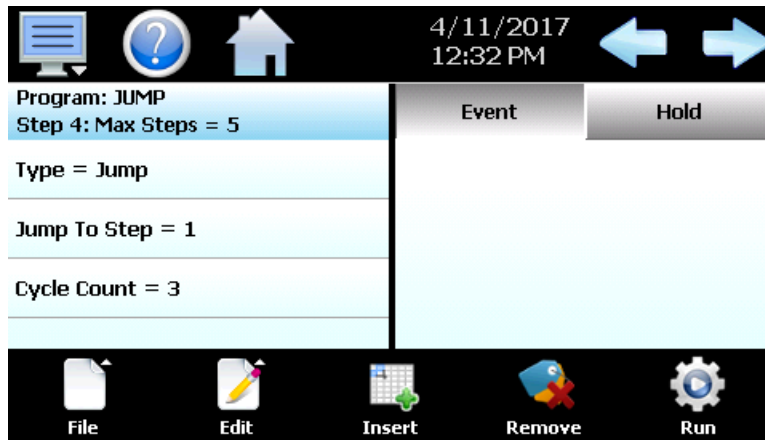 4/11/2017
12:32 PM
Program: JUMP
Step 4: Max Steps = 5
Event
Hold
Type = Jump
Jump To Step = 1
Cycle Count = 3
File
Edit
Insert
Remove
Run